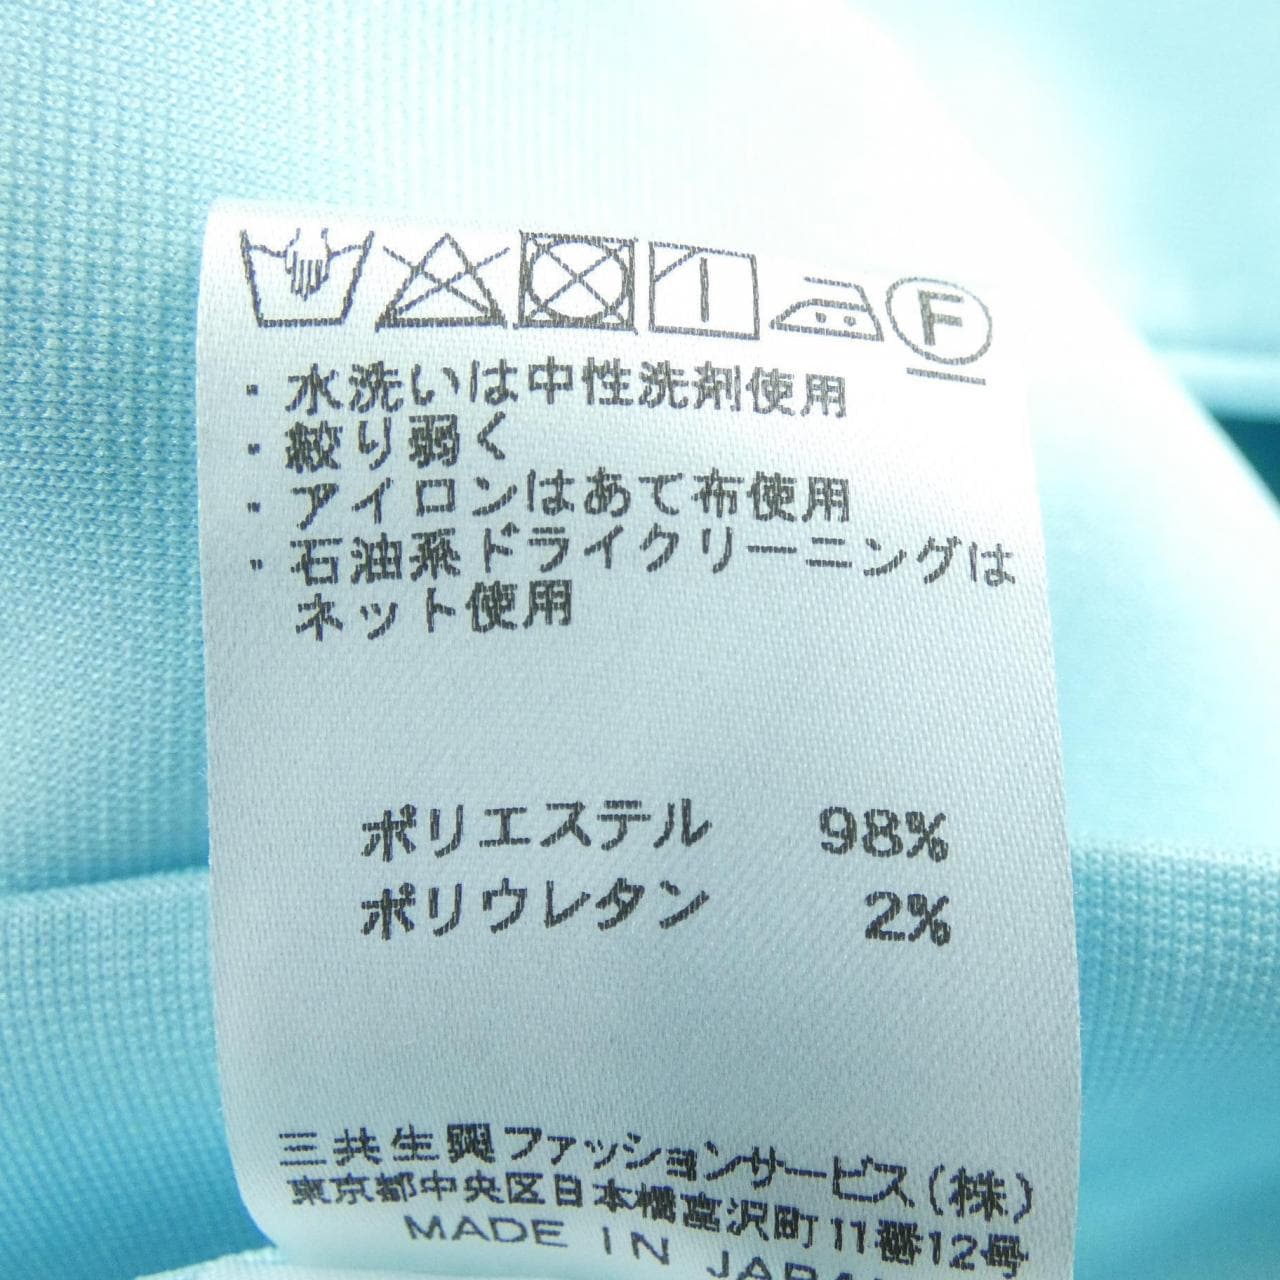 F
・水洗いは中性洗剤使用
・絞り弱く
・アイロンはあて布使用
・石油系ドライクリーニングは
ネット使用
ポリエステル 98%
ポリウレタン 2%
三共生興ファッションサービス(株)
東京都中央区日本橋富沢町11番12号
MADE IN JAPAN